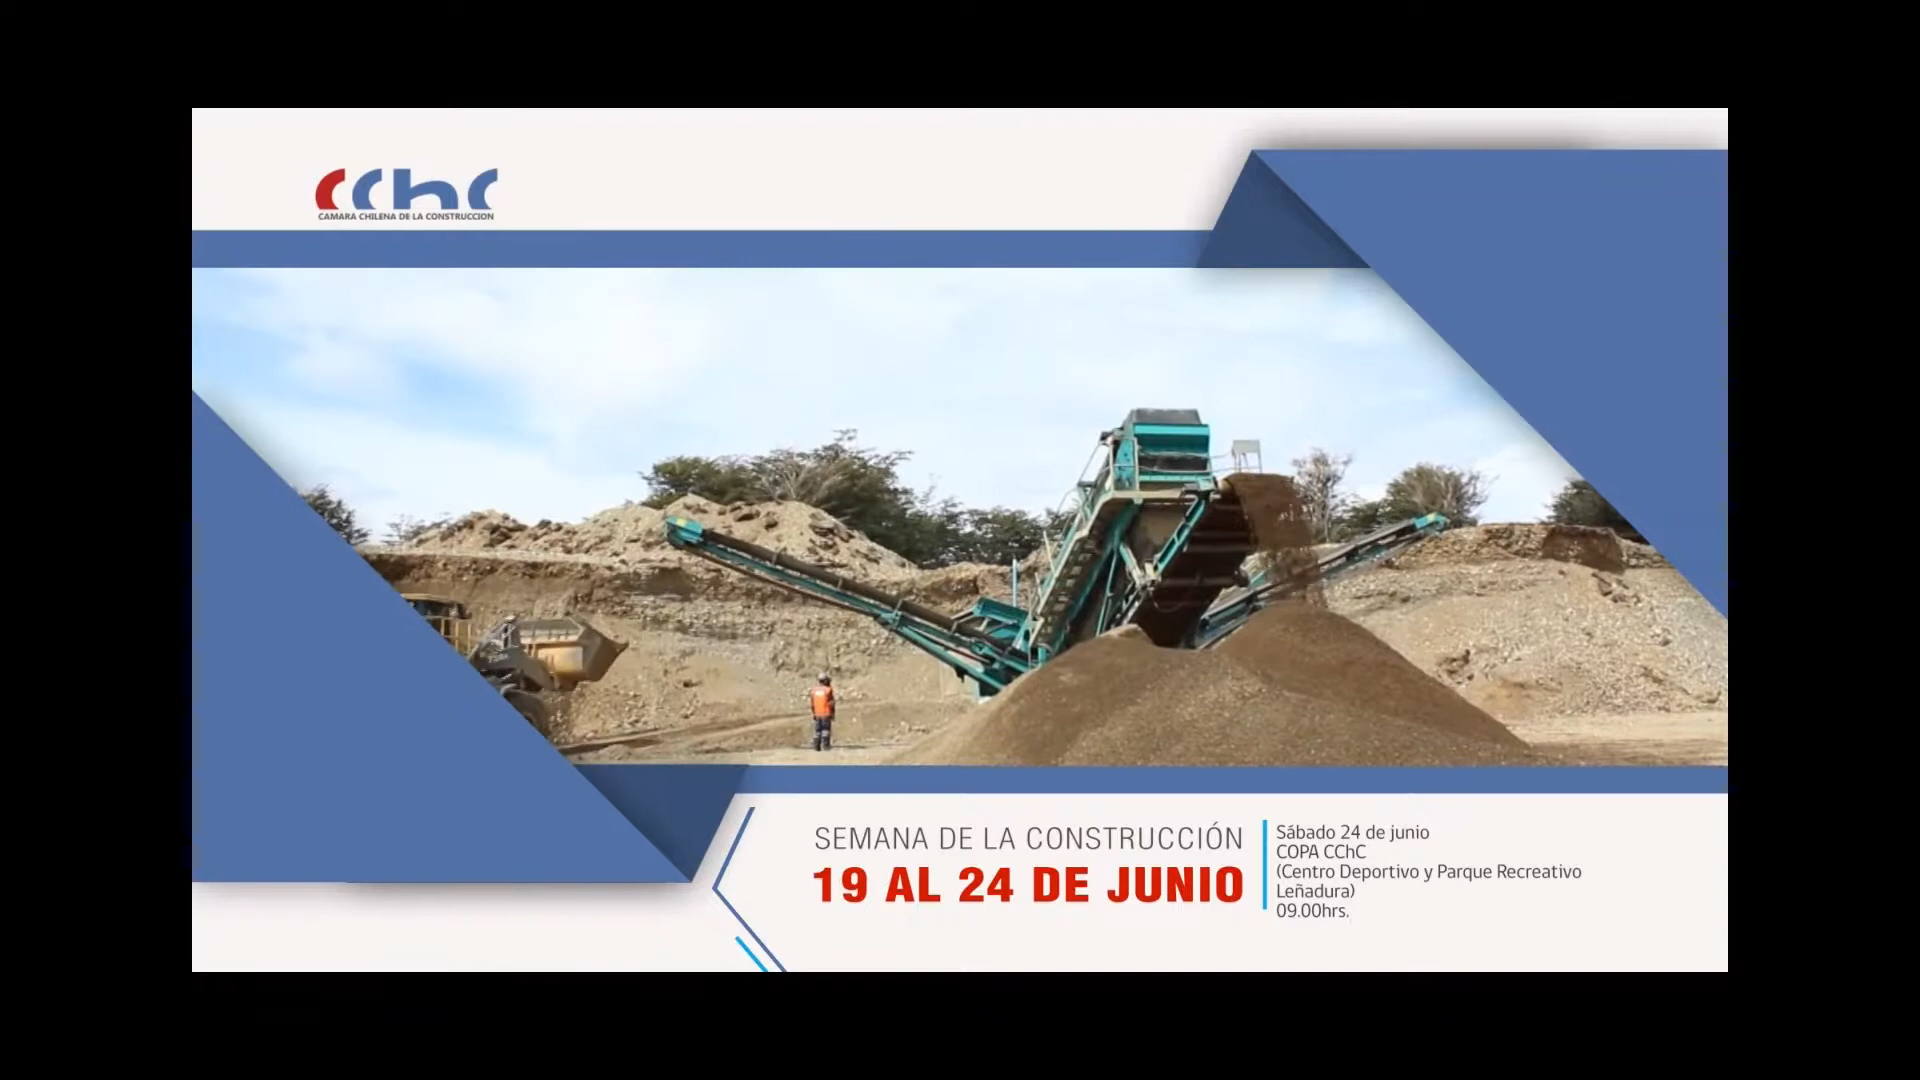 CChC
CAMARA CHILENA DE LA CONSTRUCCION
SEMANA DE LA CONSTRUCCIÓN
19 AL 24 DE JUNIO
Sábado 24 de junio
COPA CChC
(Centro Deportivo y Parque Recreativo
Leñadura)
09.00hrs.